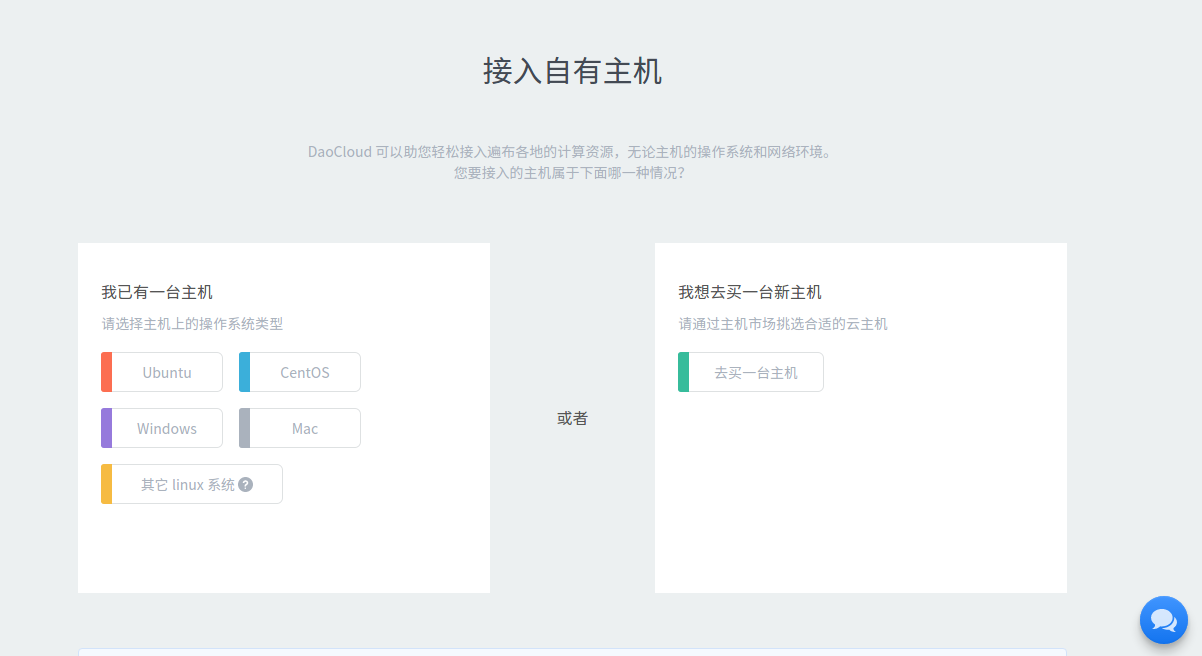 接入自有主机
DaoCloud 可以助您轻松接入遍布各地的计算资源，无论主机的操作系统和网络环境。
您要接入的主机属于下面哪一种情况？
我已有一台主机
请选择主机上的操作系统类型
Ubuntu
CentOS
Windows
Mac
其它 linux 系统 ?
或者
我想去买一台新主机
请通过主机市场挑选合适的云主机
去买一台主机